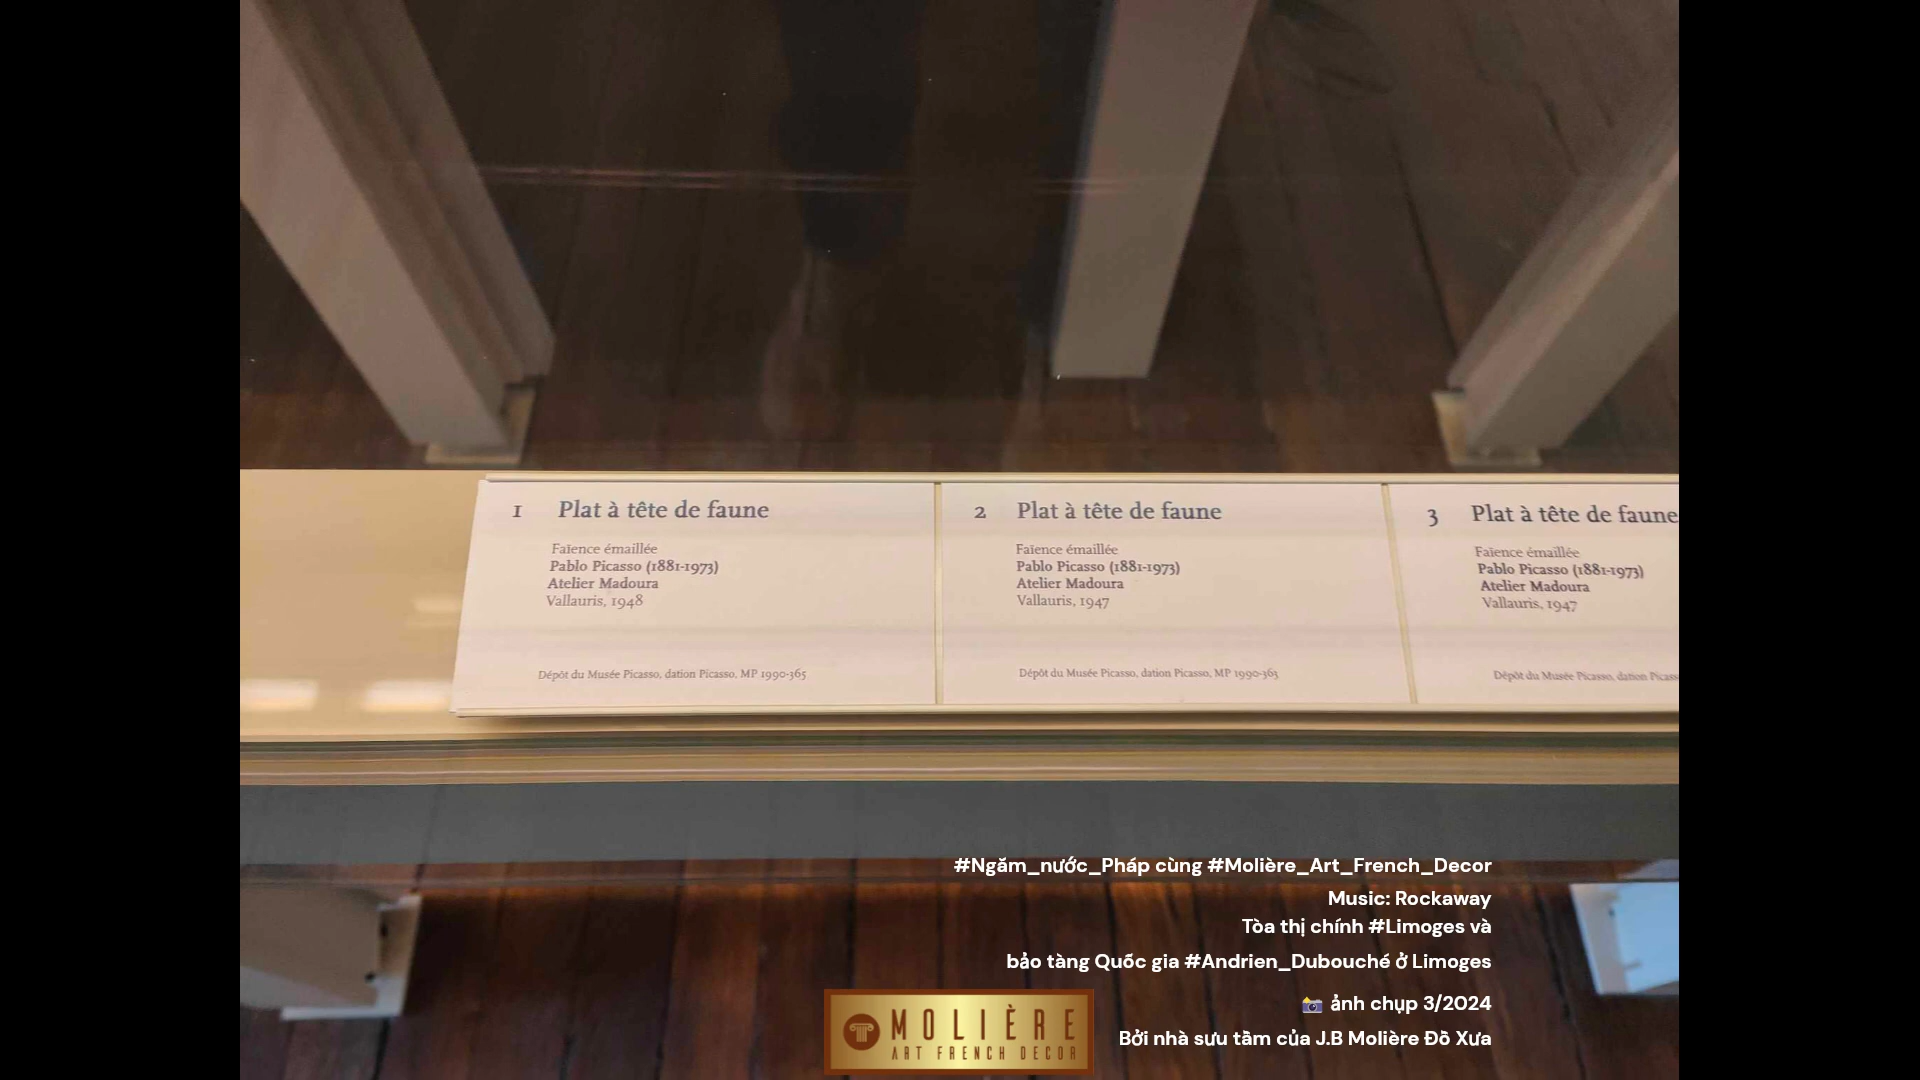 1 Plat à tête de faune
Faïence émaillée
Pablo Picasso (1881-1973)
Atelier Madoura
Vallauris, 1948
Dépôt du Musée Picasso, dation Picasso, MP 1990-365
2 Plat à tête de faune
Faïence émaillée
Pablo Picasso (1881-1973)
Atelier Madoura
Vallauris, 1947
Dépôt du Musée Picasso, dation Picasso, MP 1990-363
3 Plat à tête de faune
Faïence émaillée
Pablo Picasso (1881-1973)
Atelier Madoura
Vallauris, 1947
Dépôt du Musée Picasso, dation Picass
#Ngắm_nước_Pháp cùng #Molière_Art_French_Decor
Music: Rockaway
Tòa thị chính #Limoges và
bảo tàng Quốc gia #Andrien_Dubouché ở Limoges
📸 ảnh chụp 3/2024
Bởi nhà sưu tầm của J.B Molière Đồ Xưa
MOLIÈRE
ART FRENCH DECOR